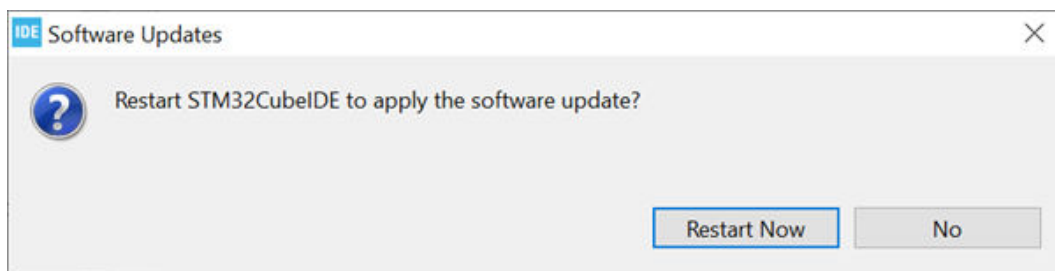 IDE Software Updates
Restart STM32CubeIDE to apply the software update?
Restart Now No